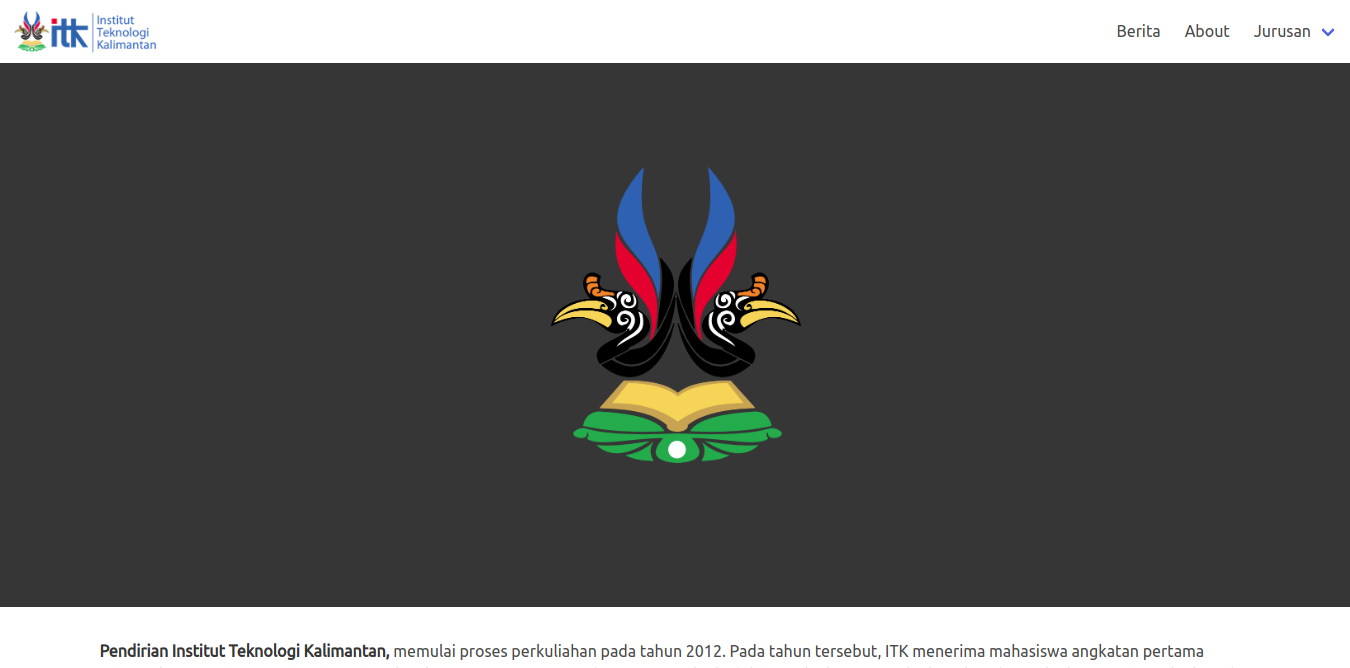 itk
Institut
Teknologi
Kalimantan
Berita
About
Jurusan
Pendirian Institut Teknologi Kalimantan, memulai proses perkuliahan pada tahun 2012. Pada tahun tersebut, ITK menerima mahasiswa angkatan pertama